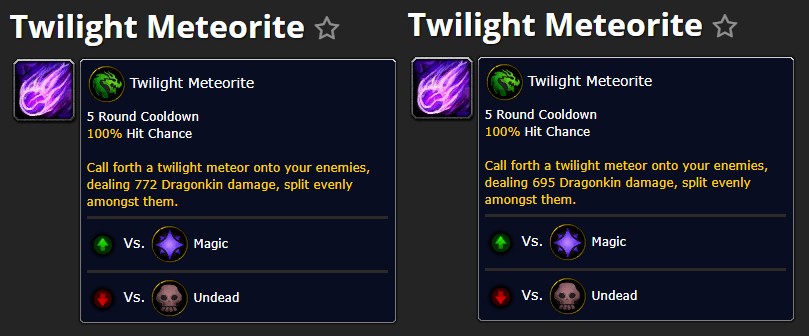 Twilight Meteorite
Twilight Meteorite
5 Round Cooldown
100% Hit Chance
Call forth a twilight meteor onto your enemies,
dealing 772 Dragonkin damage, split evenly
amongst them.
Vs. Magic
Vs. Undead
Twilight Meteorite
Twilight Meteorite
5 Round Cooldown
100% Hit Chance
Call forth a twilight meteor onto your enemies,
dealing 695 Dragonkin damage, split evenly
amongst them.
Vs. Magic
Vs. Undead